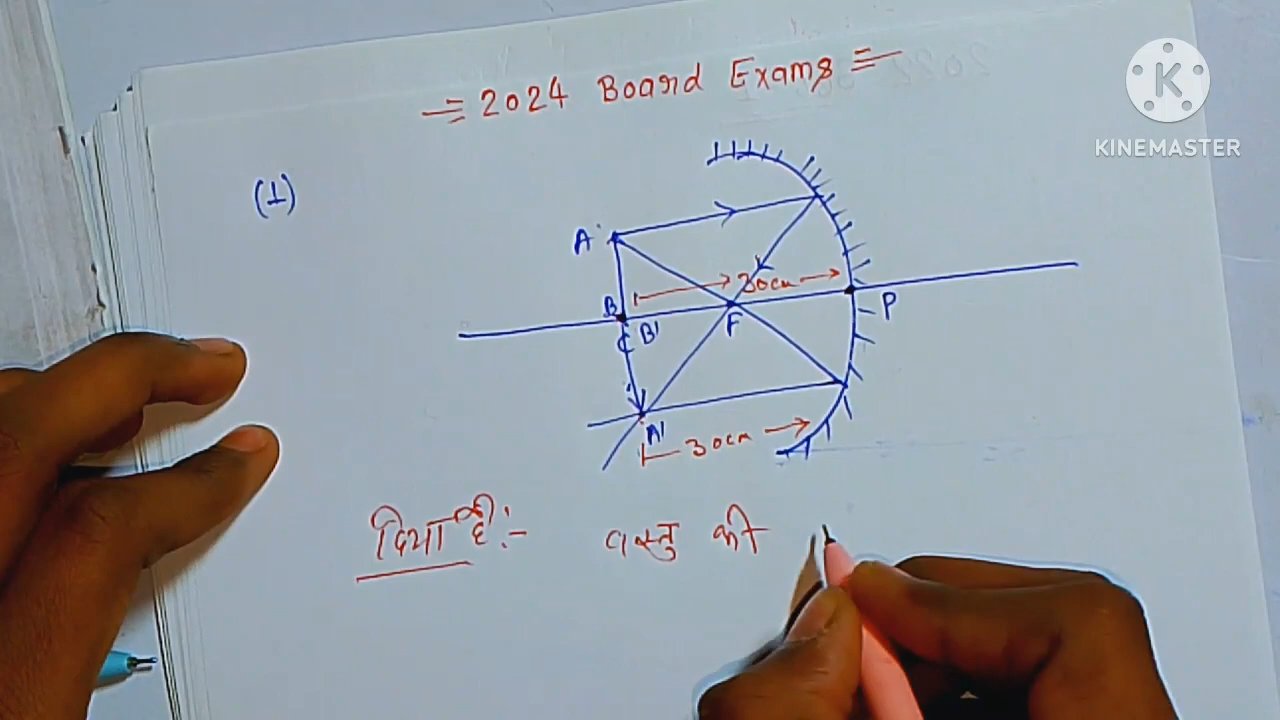 = 2024 Board Exams =
K
KINEMASTER
(1)
A
30cm
B
C B' F P
A'
30cm
दिया है:- वस्तु की